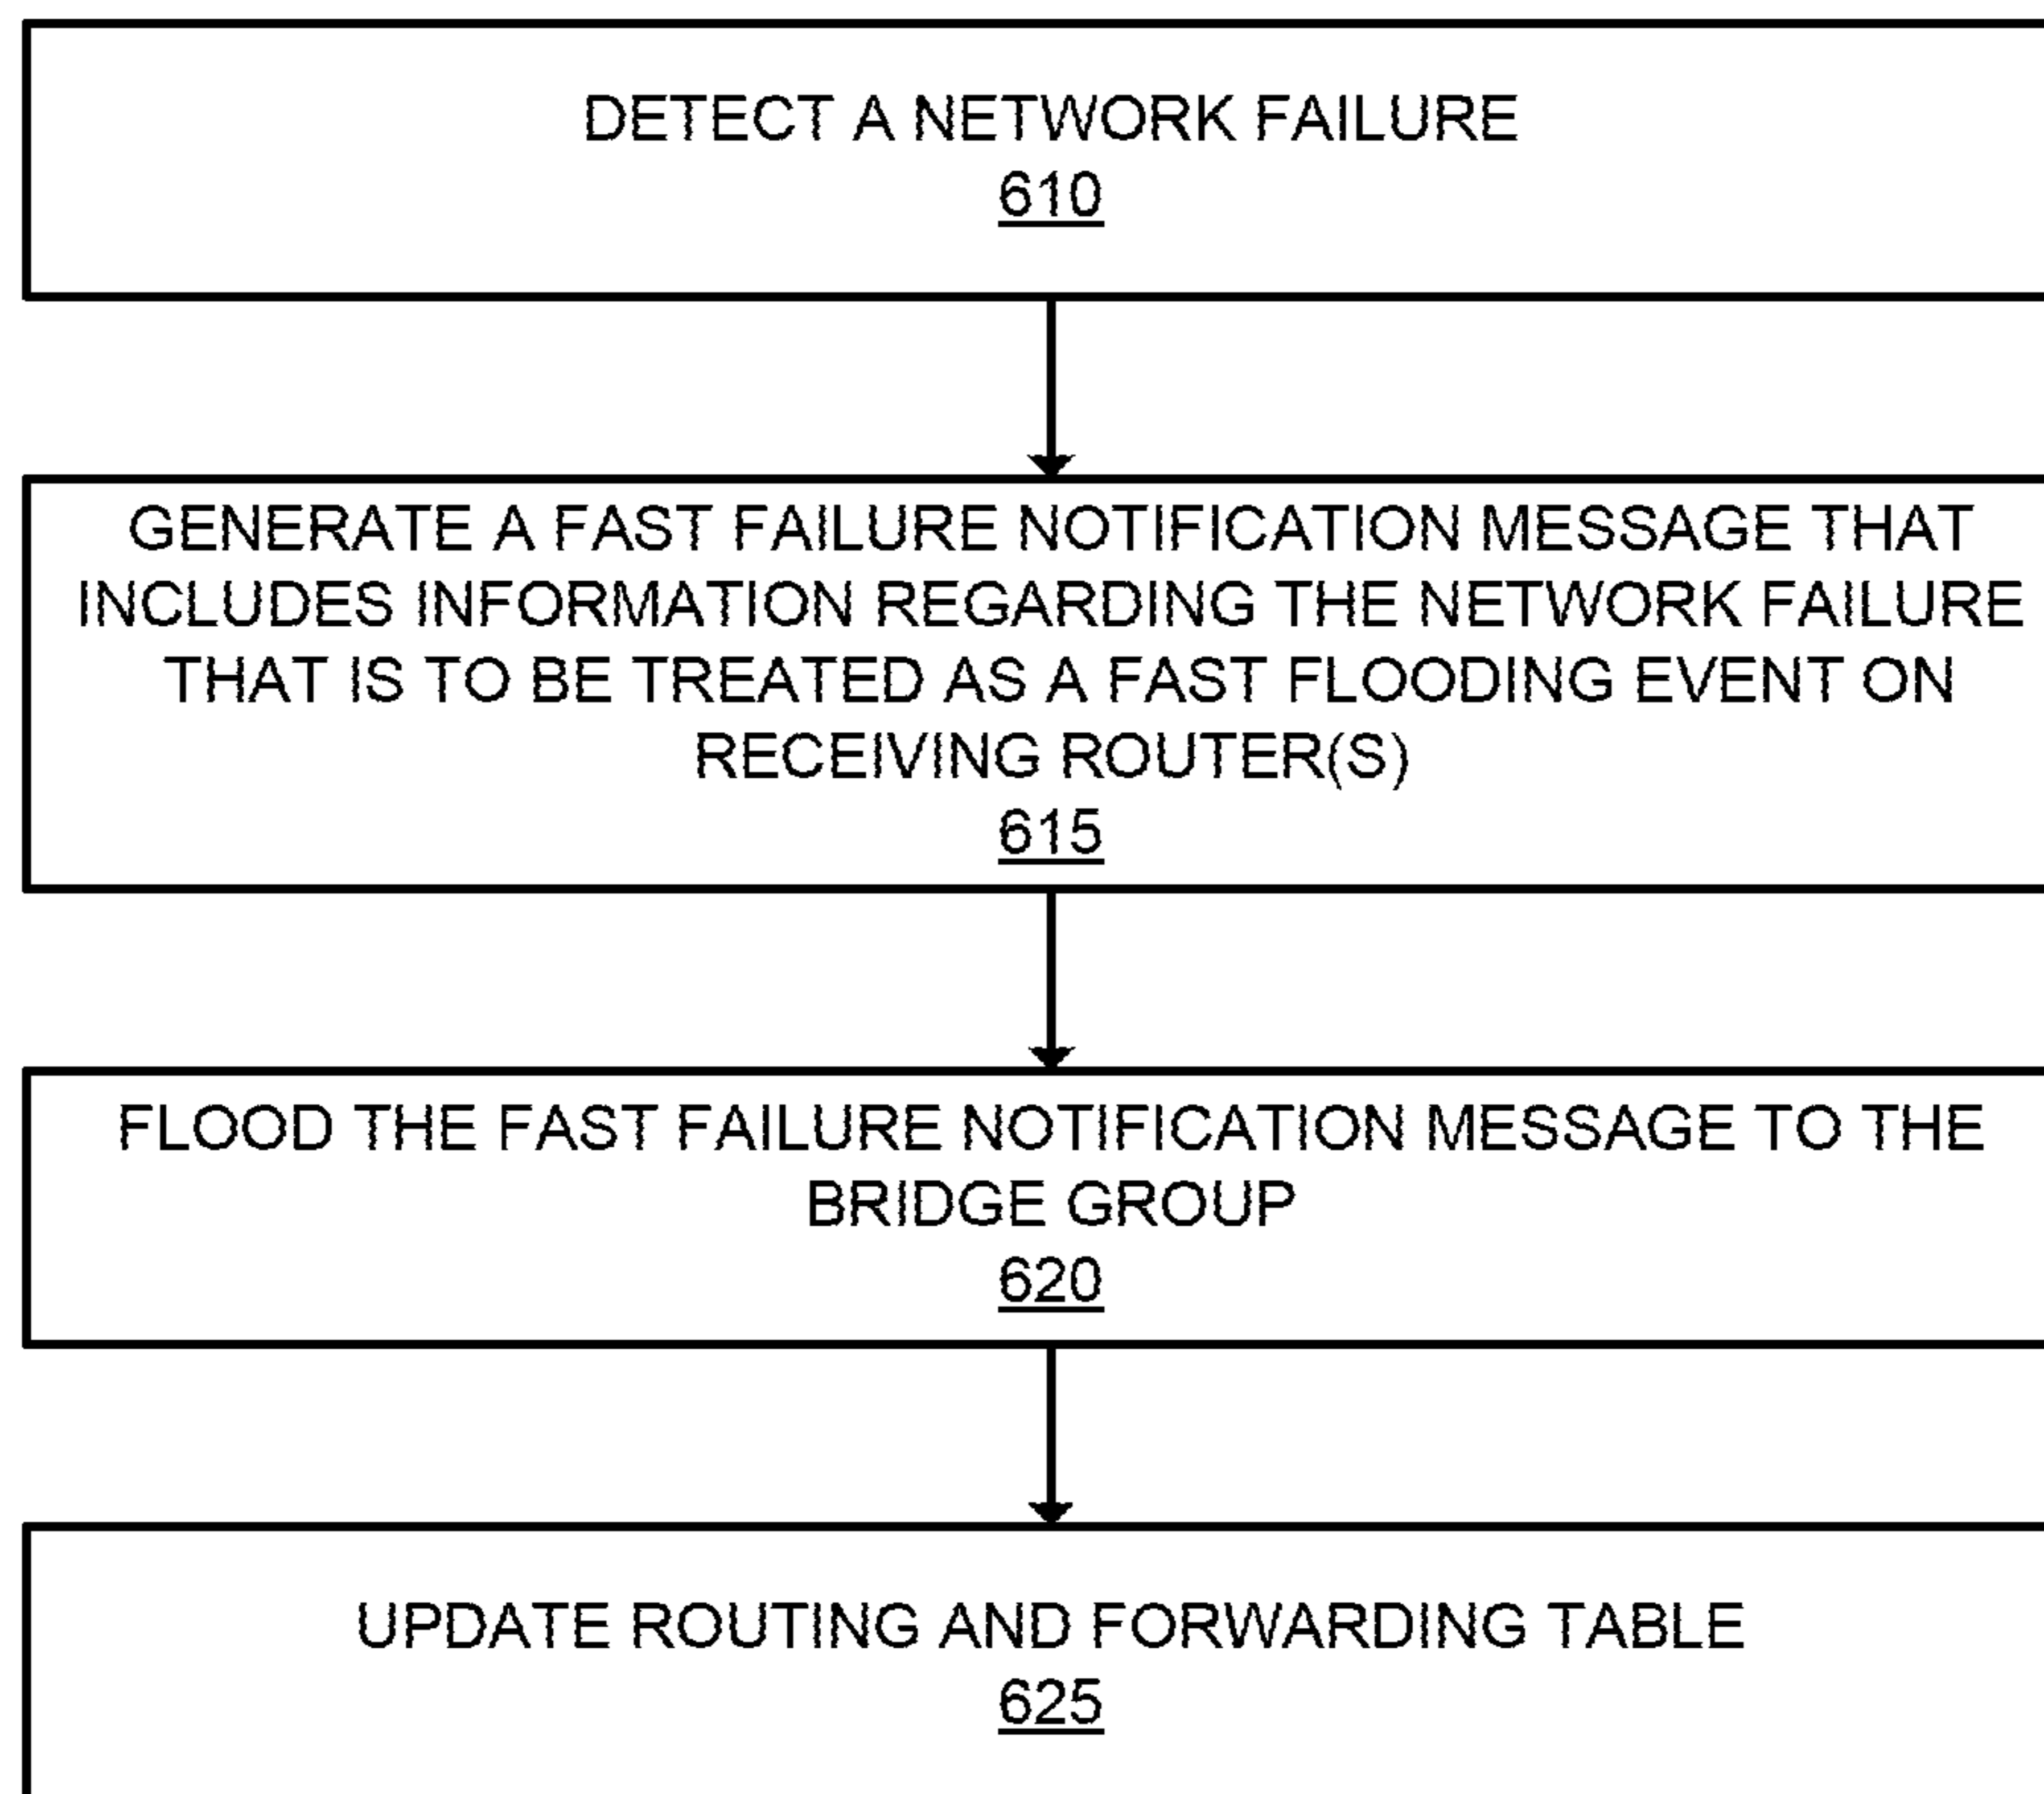 DETECT A NETWORK FAILURE
610
GENERATE A FAST FAILURE NOTIFICATION MESSAGE THAT
INCLUDES INFORMATION REGARDING THE NETWORK FAILURE
THAT IS TO BE TREATED AS A FAST FLOODING EVENT ON
RECEIVING ROUTER(S)
615
FLOOD THE FAST FAILURE NOTIFICATION MESSAGE TO THE
BRIDGE GROUP
620
UPDATE ROUTING AND FORWARDING TABLE
625